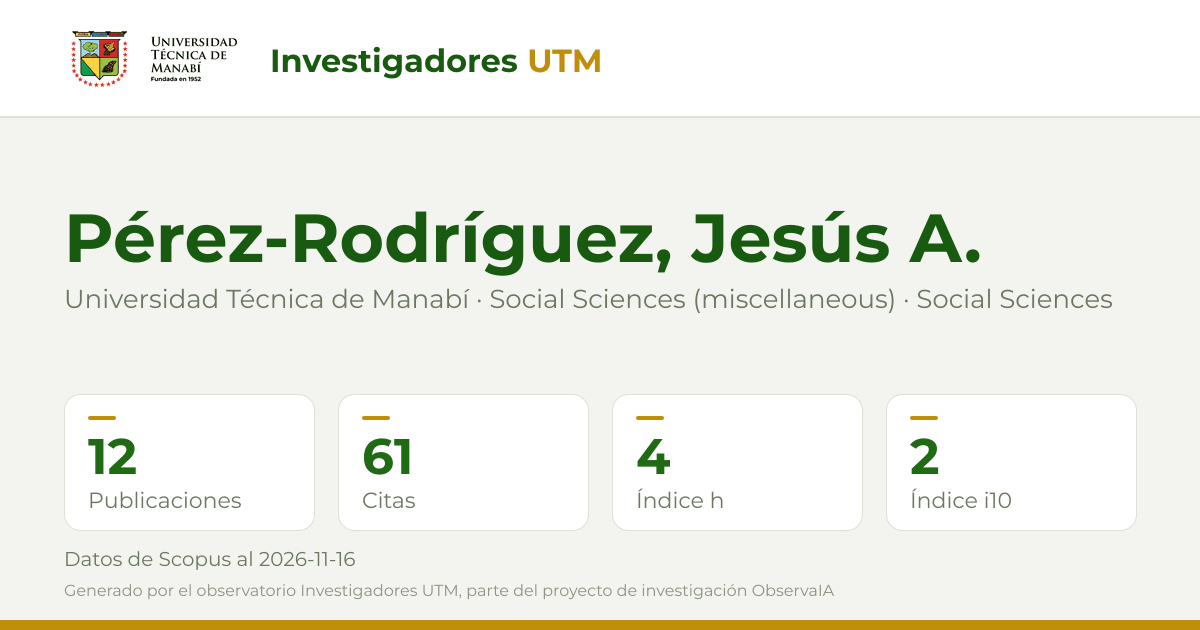 UNIVERSIDAD
TÉCNICA DE
MANABÍ
Fundada en 1952
Investigadores UTM
Pérez-Rodríguez, Jesús A.
Universidad Técnica de Manabí · Social Sciences (miscellaneous) · Social Sciences
12
Publicaciones
61
Citas
4
Índice h
2
Índice i10
Datos de Scopus al 2026-11-16
Generado por el observatorio Investigadores UTM, parte del proyecto de investigación ObservaIA